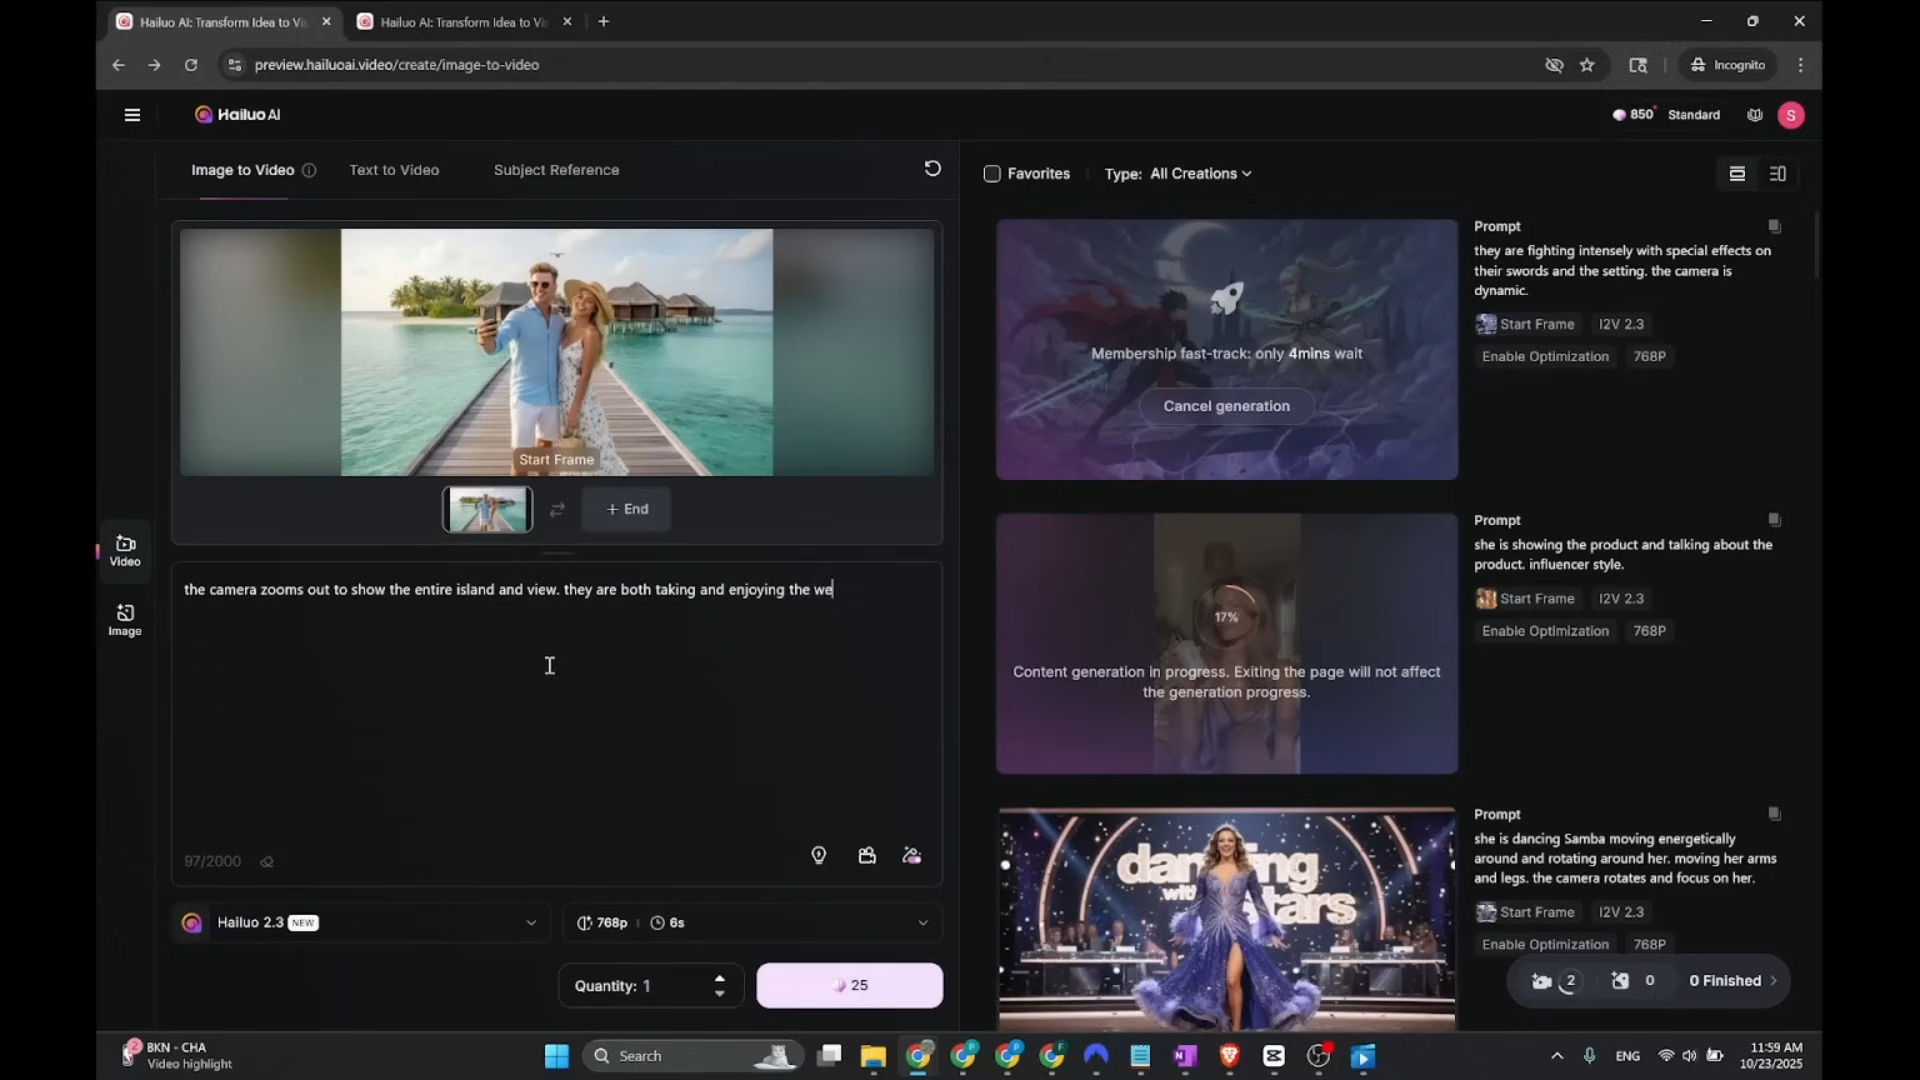 Hailuo AI: Transform Idea to Vi
Hailuo AI: Transform Idea to Vi
preview.hailuoai.video/create/image-to-video
Incognito
Hailuo AI
850
Standard
S
Image to Video
Text to Video
Subject Reference
Favorites
Type: All Creations
Start Frame
+ End
Video
Image
the camera zooms out to show the entire island and view. they are both taking and enjoying the we
97/2000
Hailuo 2.3 NEW
768p
6s
Quantity: 1
25
Membership fast-track: only 4mins wait
Cancel generation
Prompt
they are fighting intensely with special effects on
their swords and the setting. the camera is
dynamic.
Start Frame
I2V 2.3
Enable Optimization
768P
17%
Content generation in progress. Exiting the page will not affect
the generation progress.
Prompt
she is showing the product and talking about the
product. influencer style.
Start Frame
I2V 2.3
Enable Optimization
768P
dancing
with
stars
Prompt
she is dancing Samba moving energetically
around and rotating around her. moving her arms
and legs. the camera rotates and focus on her.
Start Frame
I2V 2.3
Enable Optimization
768P
2
0
0 Finished
2
BKN - CHA
Video highlight
Search
P
P
F
ENG
11:59 AM
10/23/2025